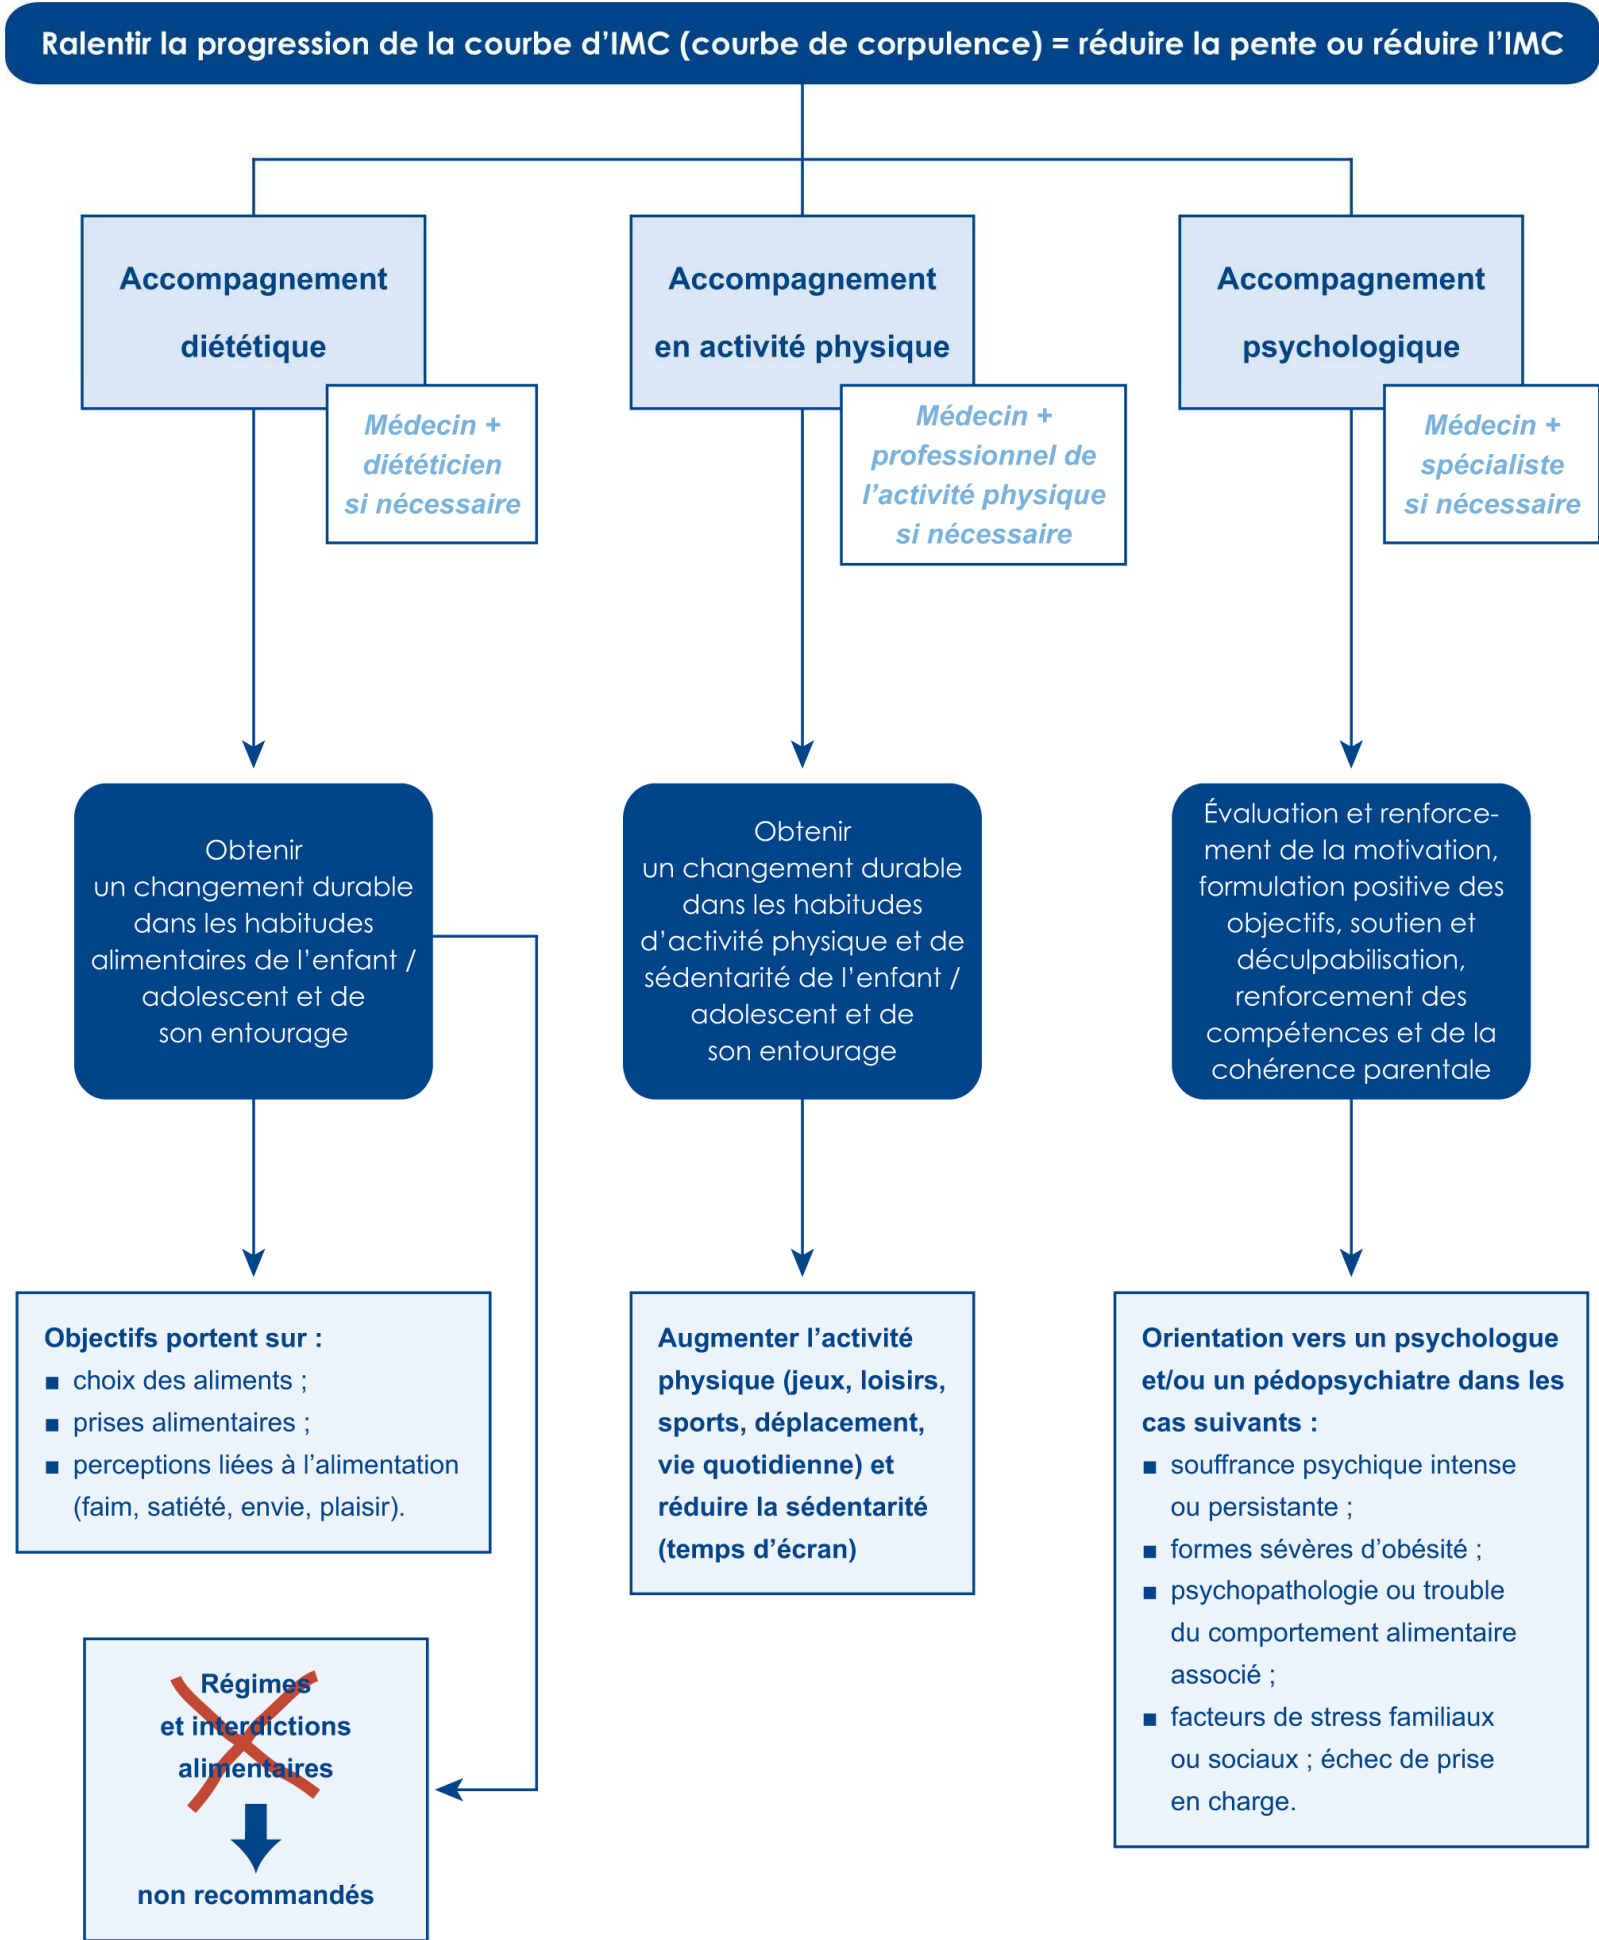 Ralentir la progression de la courbe d’IMC (courbe de corpulence) = réduire la pente ou réduire l’IMC
Accompagnement
diététique
Médecin +
diététicien
si nécessaire
Accompagnement
en activité physique
Médecin +
professionnel de
l’activité physique
si nécessaire
Accompagnement
psychologique
Médecin +
spécialiste
si nécessaire
Obtenir
un changement durable
dans les habitudes
alimentaires de l’enfant /
adolescent et de
son entourage
Obtenir
un changement durable
dans les habitudes
d’activité physique et de
sédentarité de l’enfant /
adolescent et de
son entourage
Évaluation et renforce-
ment de la motivation,
formulation positive des
objectifs, soutien et
déculpabilisation,
renforcement des
compétences et de la
cohérence parentale
Objectifs portent sur :
■ choix des aliments ;
■ prises alimentaires ;
■ perceptions liées à l’alimentation
(faim, satiété, envie, plaisir).
Régimes
et interdictions
alimentaires
non recommandés
Augmenter l’activité
physique (jeux, loisirs,
sports, déplacement,
vie quotidienne) et
réduire la sédentarité
(temps d’écran)
Orientation vers un psychologue
et/ou un pédopsychiatre dans les
cas suivants :
■ souffrance psychique intense
ou persistante ;
■ formes sévères d’obésité ;
■ psychopathologie ou trouble
du comportement alimentaire
associé ;
■ facteurs de stress familiaux
ou sociaux ; échec de prise
en charge.